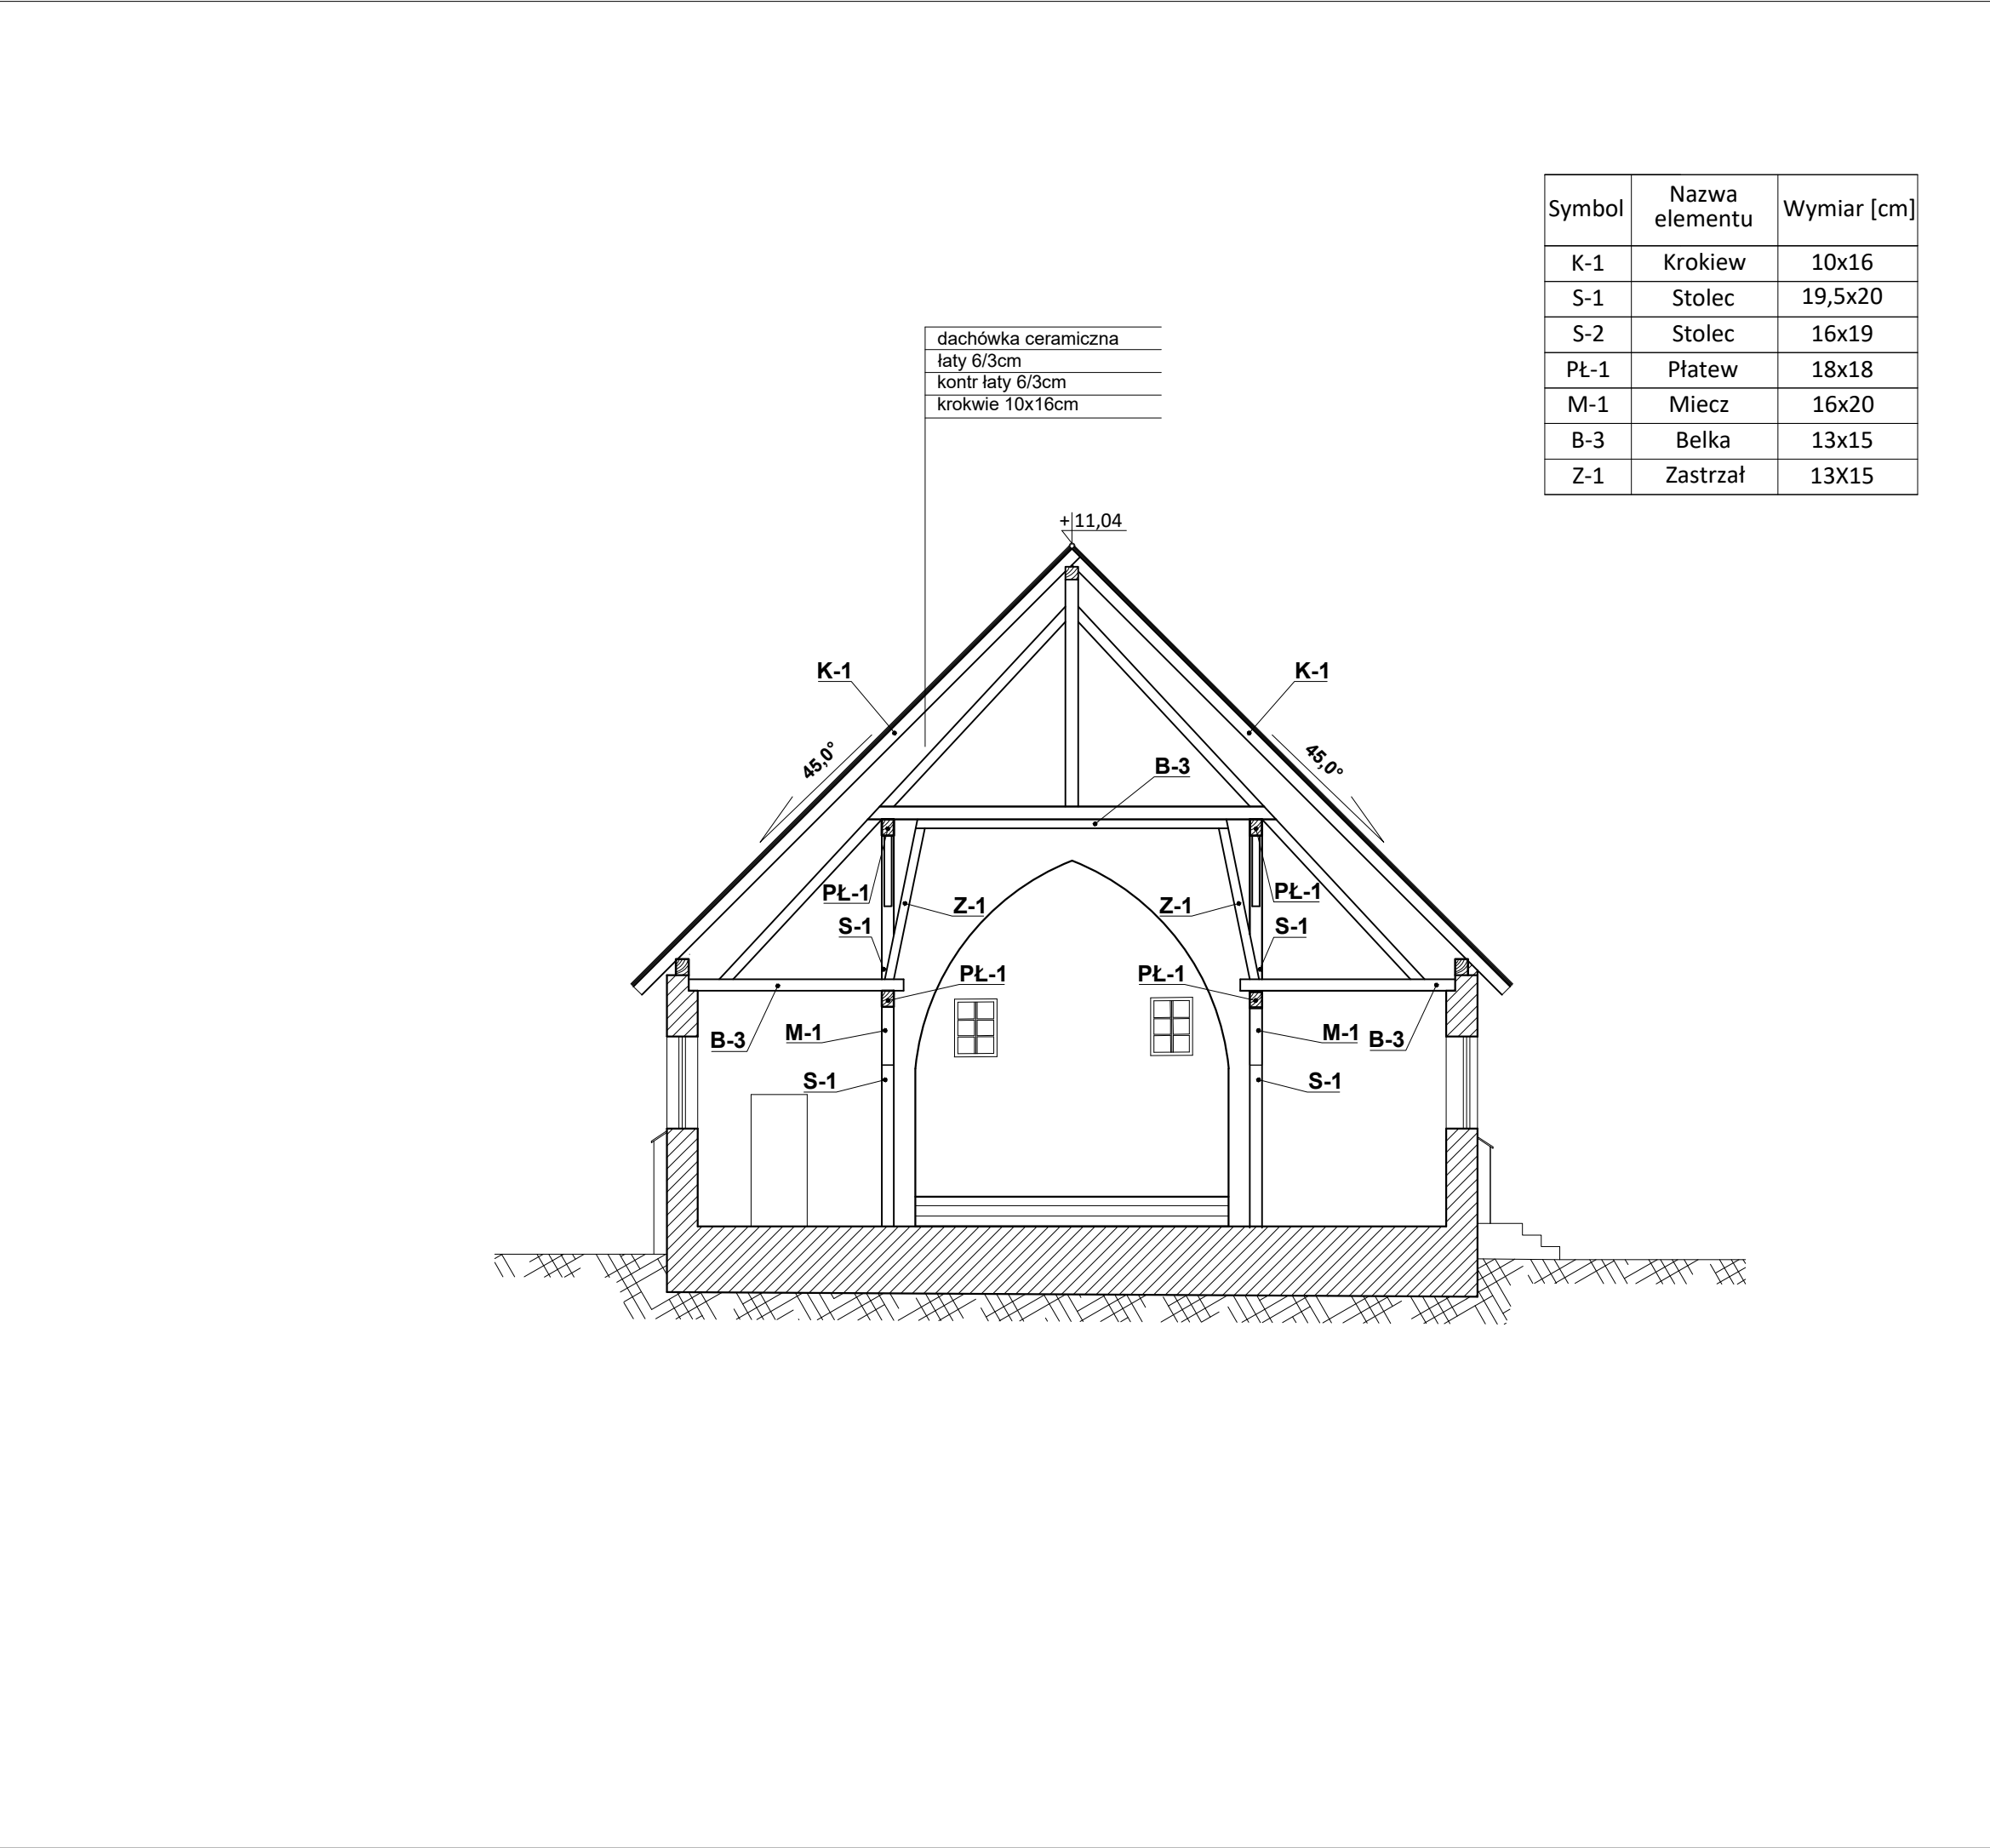 Symbol Nazwa elementu Wymiar [cm]
K-1 Krokiew 10x16
S-1 Stolec 19,5x20
S-2 Stolec 16x19
PŁ-1 Płatew 18x18
M-1 Miecz 16x20
B-3 Belka 13x15
Z-1 Zastrzał 13X15
dachówka ceramiczna
łaty 6/3cm
kontr łaty 6/3cm
krokwie 10x16cm
+11,04
K-1 K-1
45,0° 45,0°
B-3
PŁ-1 PŁ-1
Z-1 Z-1
S-1 S-1
PŁ-1 PŁ-1
B-3 M-1 M-1 B-3
S-1 S-1